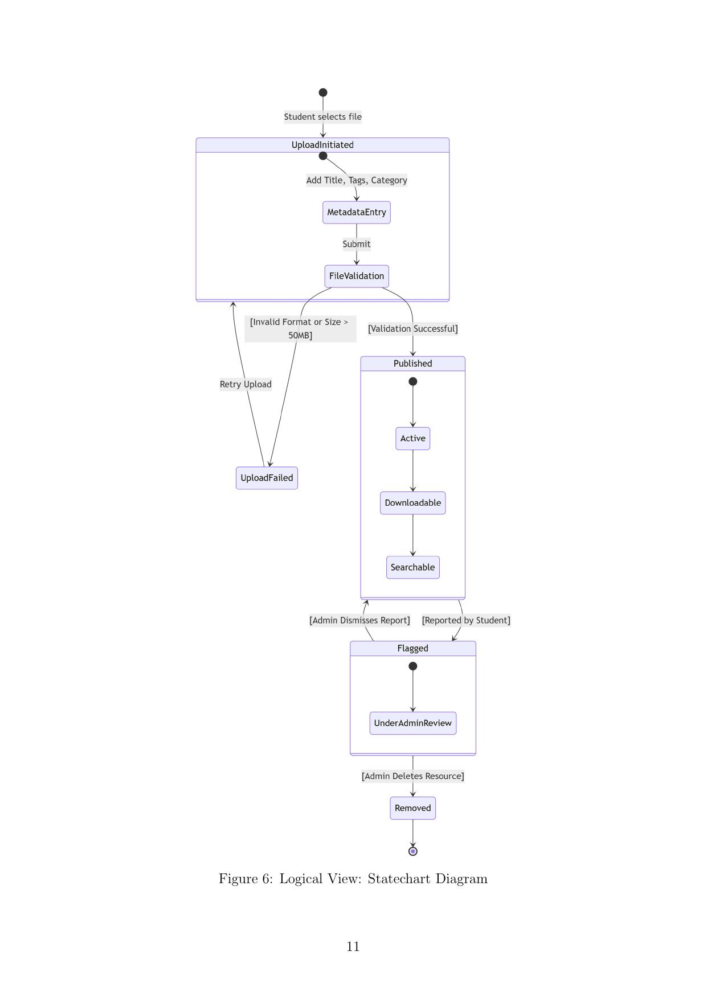 Student selects file
UploadInitiated
Add Title, Tags, Category
MetadataEntry
Submit
FileValidation
[Invalid Format or Size >
50MB]
[Validation Successful]
Published
Retry Upload
Active
UploadFailed
Downloadable
Searchable
[Admin Dismisses Report]
[Reported by Student]
Flagged
UnderAdminReview
[Admin Deletes Resource]
Removed
Figure 6: Logical View: Statechart Diagram
11